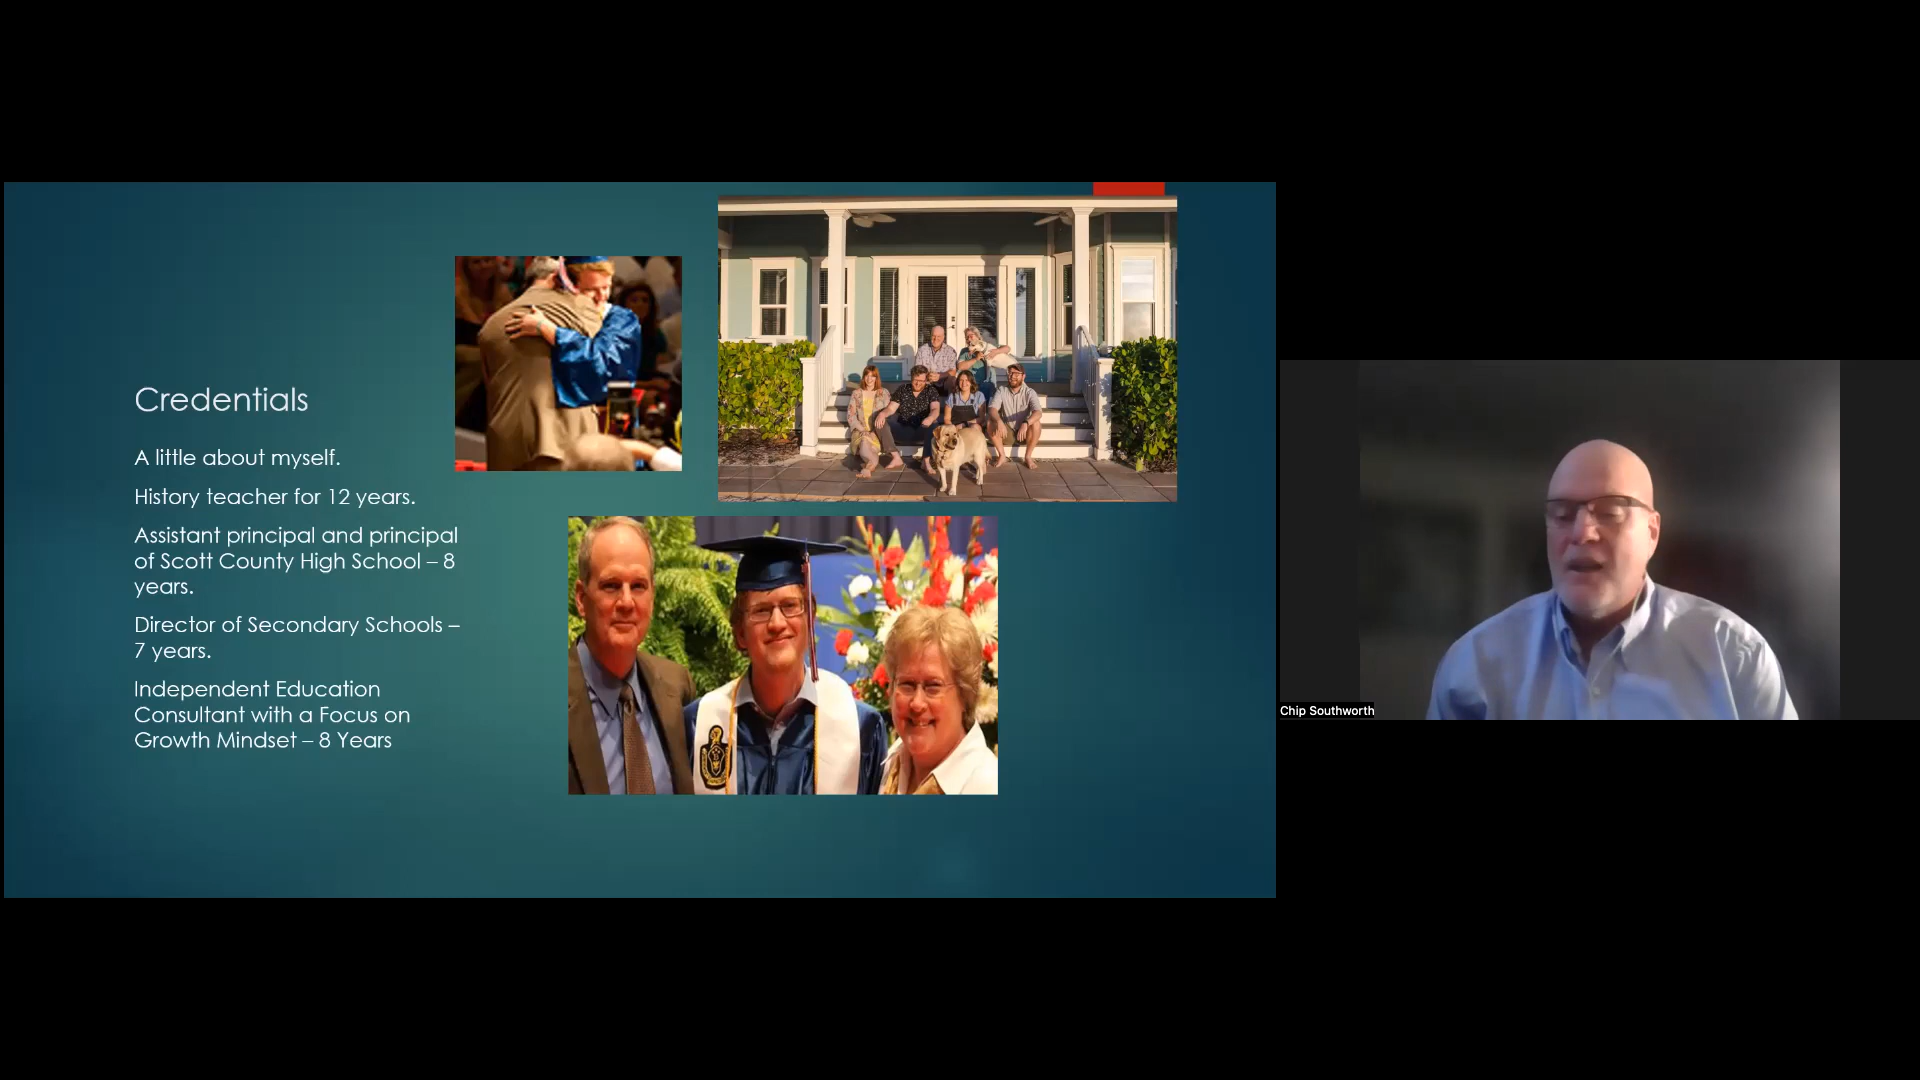 Credentials
A little about myself.
History teacher for 12 years.
Assistant principal and principal
of Scott County High School – 8
years.
Director of Secondary Schools –
7 years.
Independent Education
Consultant with a Focus on
Growth Mindset – 8 Years
Chip Southworth